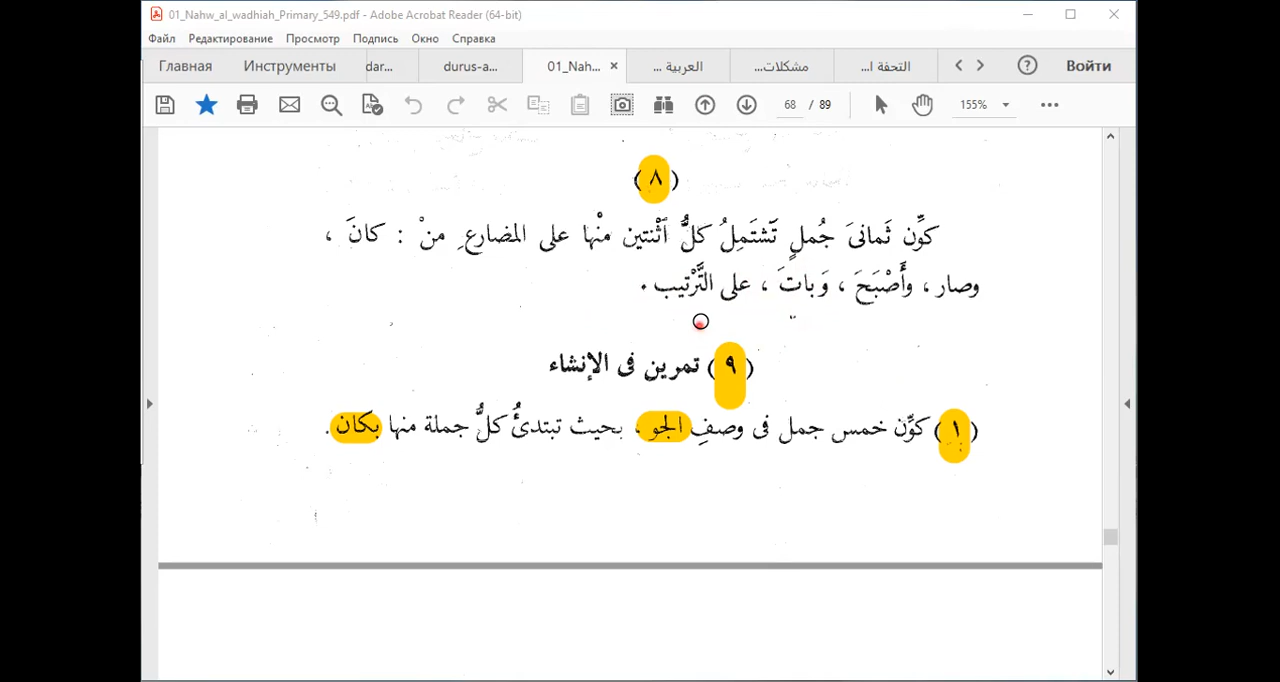 01_Nahw_al_wadhiah_Primary_549.pdf - Adobe Acrobat Reader (64-bit)
Файл Редактирование Просмотр Подпись Окно Справка
Главная Инструменты dar... durus-a... 01_Nah... × العربية ... مشكلات... التحفة ا... Войти
68 / 89 155%
(٨)
كوِّن ثَمانىَ جُملٍ تَشتَمِلُ كلُّ ٱثْنتين منْها على المضارعِ منْ : كانَ ،
وصار ، وأَصْبَحَ ، وَباتَ ، على التَّرْتيب .
(٩) تمرين فى الإنشاء
(١) كوِّن خمس جمل فى وصفِ الجو ، بحيث تبتدئُ كلُّ جملة منها بكان .